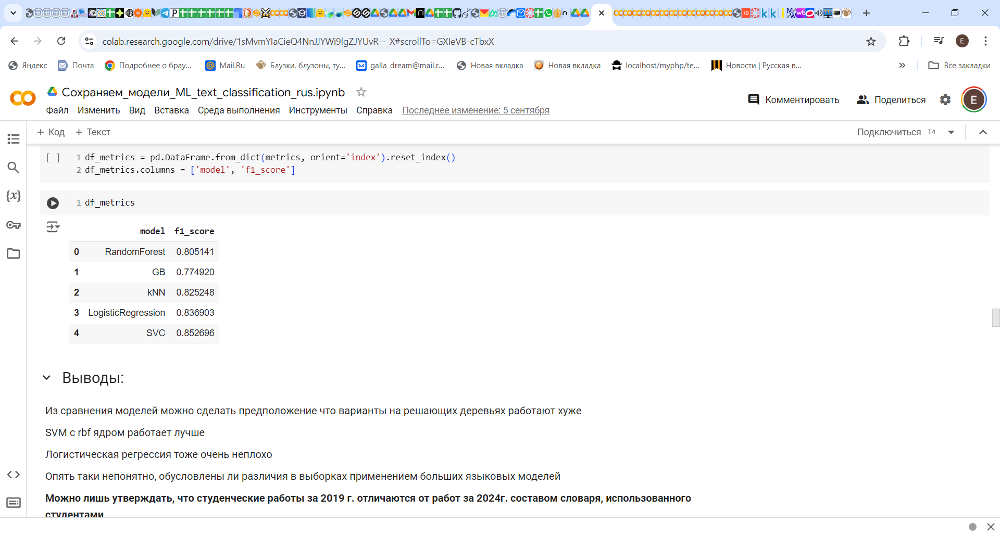 colab.research.google.com/drive/1sMvmYIaCieQ4NnJJYWi9lgZJYUvR--_X#scrollTo=GXIeVB-cTbxX
E
Яндекс Почта Подробнее о брау... Mail.Ru Блузки, блузоны, ту... galla_dream@mail.r... Новая вкладка Новая вкладка localhost/myphp/te... Новости | Русская в... » Все закладки
Сохраняем_модели_ML_text_classification_rus.ipynb
Комментировать Поделиться E
Файл Изменить Вид Вставка Среда выполнения Инструменты Справка Последнее изменение: 5 сентября
+ Код + Текст Подключиться T4
[ ] 1 df_metrics = pd.DataFrame.from_dict(metrics, orient='index').reset_index()
2 df_metrics.columns = ['model', 'f1_score']
{x}
1 df_metrics
model f1_score
0 RandomForest 0.805141
1 GB 0.774920
2 kNN 0.825248
3 LogisticRegression 0.836903
4 SVC 0.852696
Выводы:
Из сравнения моделей можно сделать предположение что варианты на решающих деревьях работают хуже
SVM с rbf ядром работает лучше
Логистическая регрессия тоже очень неплохо
Опять таки непонятно, обусловлены ли различия в выборках применением больших языковых моделей
Можно лишь утверждать, что студенческие работы за 2019 г. отличаются от работ за 2024г. составом словаря, использованного
студентами